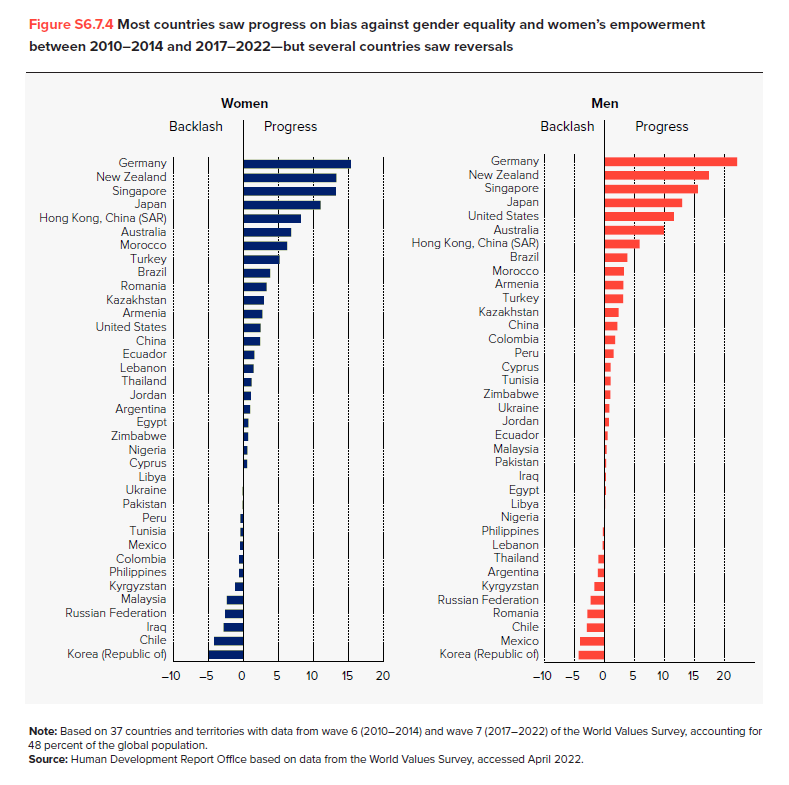 Figure S6.7.4 Most countries saw progress on bias against gender equality and women’s empowerment
between 2010–2014 and 2017–2022—but several countries saw reversals
Women
Backlash Progress
Germany
New Zealand
Singapore
Japan
Hong Kong, China (SAR)
Australia
Morocco
Turkey
Brazil
Romania
Kazakhstan
Armenia
United States
China
Ecuador
Lebanon
Thailand
Jordan
Argentina
Egypt
Zimbabwe
Nigeria
Cyprus
Libya
Ukraine
Pakistan
Peru
Tunisia
Mexico
Colombia
Philippines
Kyrgyzstan
Malaysia
Russian Federation
Iraq
Chile
Korea (Republic of)
–10 –5 0 5 10 15 20
Men
Backlash Progress
Germany
New Zealand
Singapore
Japan
United States
Australia
Hong Kong, China (SAR)
Brazil
Morocco
Armenia
Turkey
Kazakhstan
China
Colombia
Peru
Cyprus
Tunisia
Zimbabwe
Ukraine
Jordan
Ecuador
Malaysia
Pakistan
Iraq
Egypt
Libya
Nigeria
Philippines
Lebanon
Thailand
Argentina
Kyrgyzstan
Russian Federation
Romania
Chile
Mexico
Korea (Republic of)
–10 –5 0 5 10 15 20
Note: Based on 37 countries and territories with data from wave 6 (2010–2014) and wave 7 (2017–2022) of the World Values Survey, accounting for
48 percent of the global population.
Source: Human Development Report Office based on data from the World Values Survey, accessed April 2022.